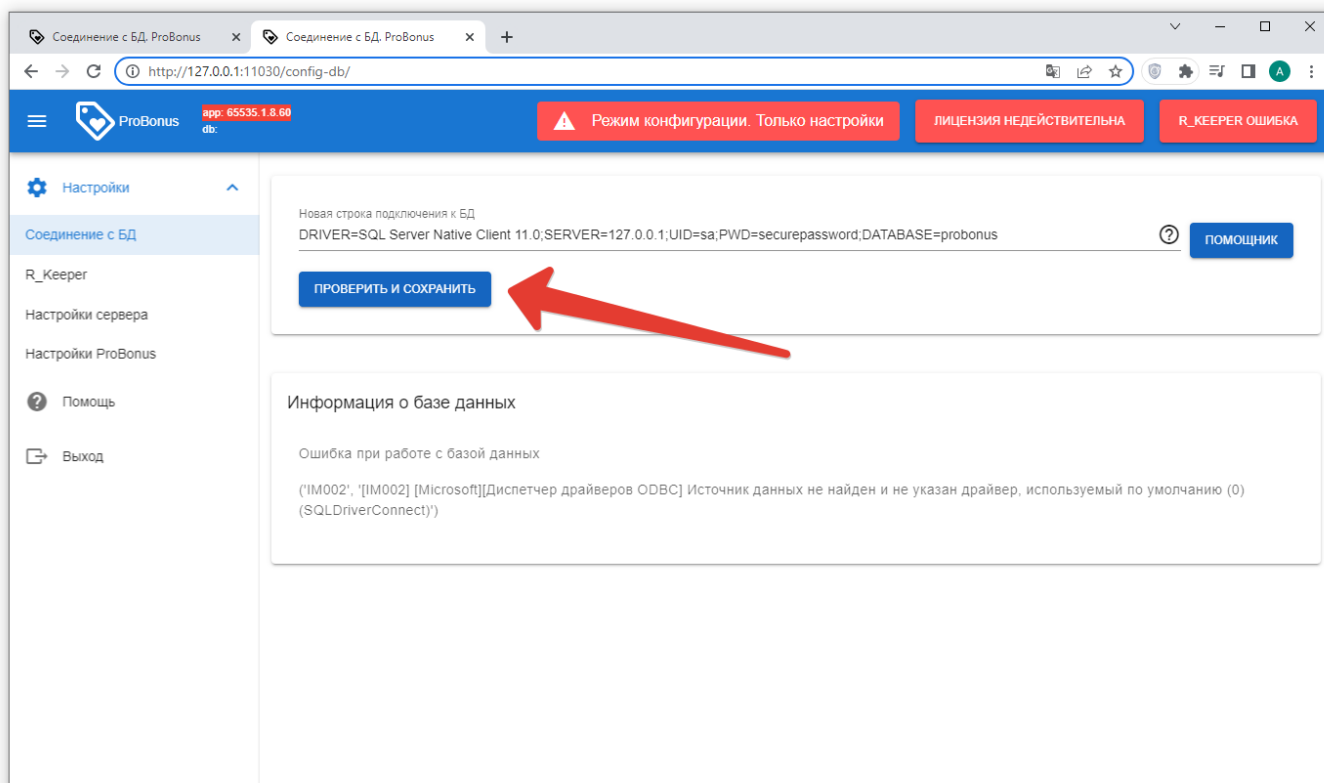 Соединение с БД. ProBonus
Соединение с БД. ProBonus
http://127.0.0.1:11030/config-db/
A
ProBonus
app: 65535.1.8.60
db:
Режим конфигурации. Только настройки
ЛИЦЕНЗИЯ НЕДЕЙСТВИТЕЛЬНА
R_KEEPER ОШИБКА
Настройки
Соединение с БД
R_Keeper
Настройки сервера
Настройки ProBonus
Помощь
Выход
Новая строка подключения к БД
DRIVER=SQL Server Native Client 11.0;SERVER=127.0.0.1;UID=sa;PWD=securepassword;DATABASE=probonus
ПОМОЩНИК
ПРОВЕРИТЬ И СОХРАНИТЬ
Информация о базе данных
Ошибка при работе с базой данных
('IM002', '[IM002] [Microsoft][Диспетчер драйверов ODBC] Источник данных не найден и не указан драйвер, используемый по умолчанию (0)
(SQLDriverConnect)')